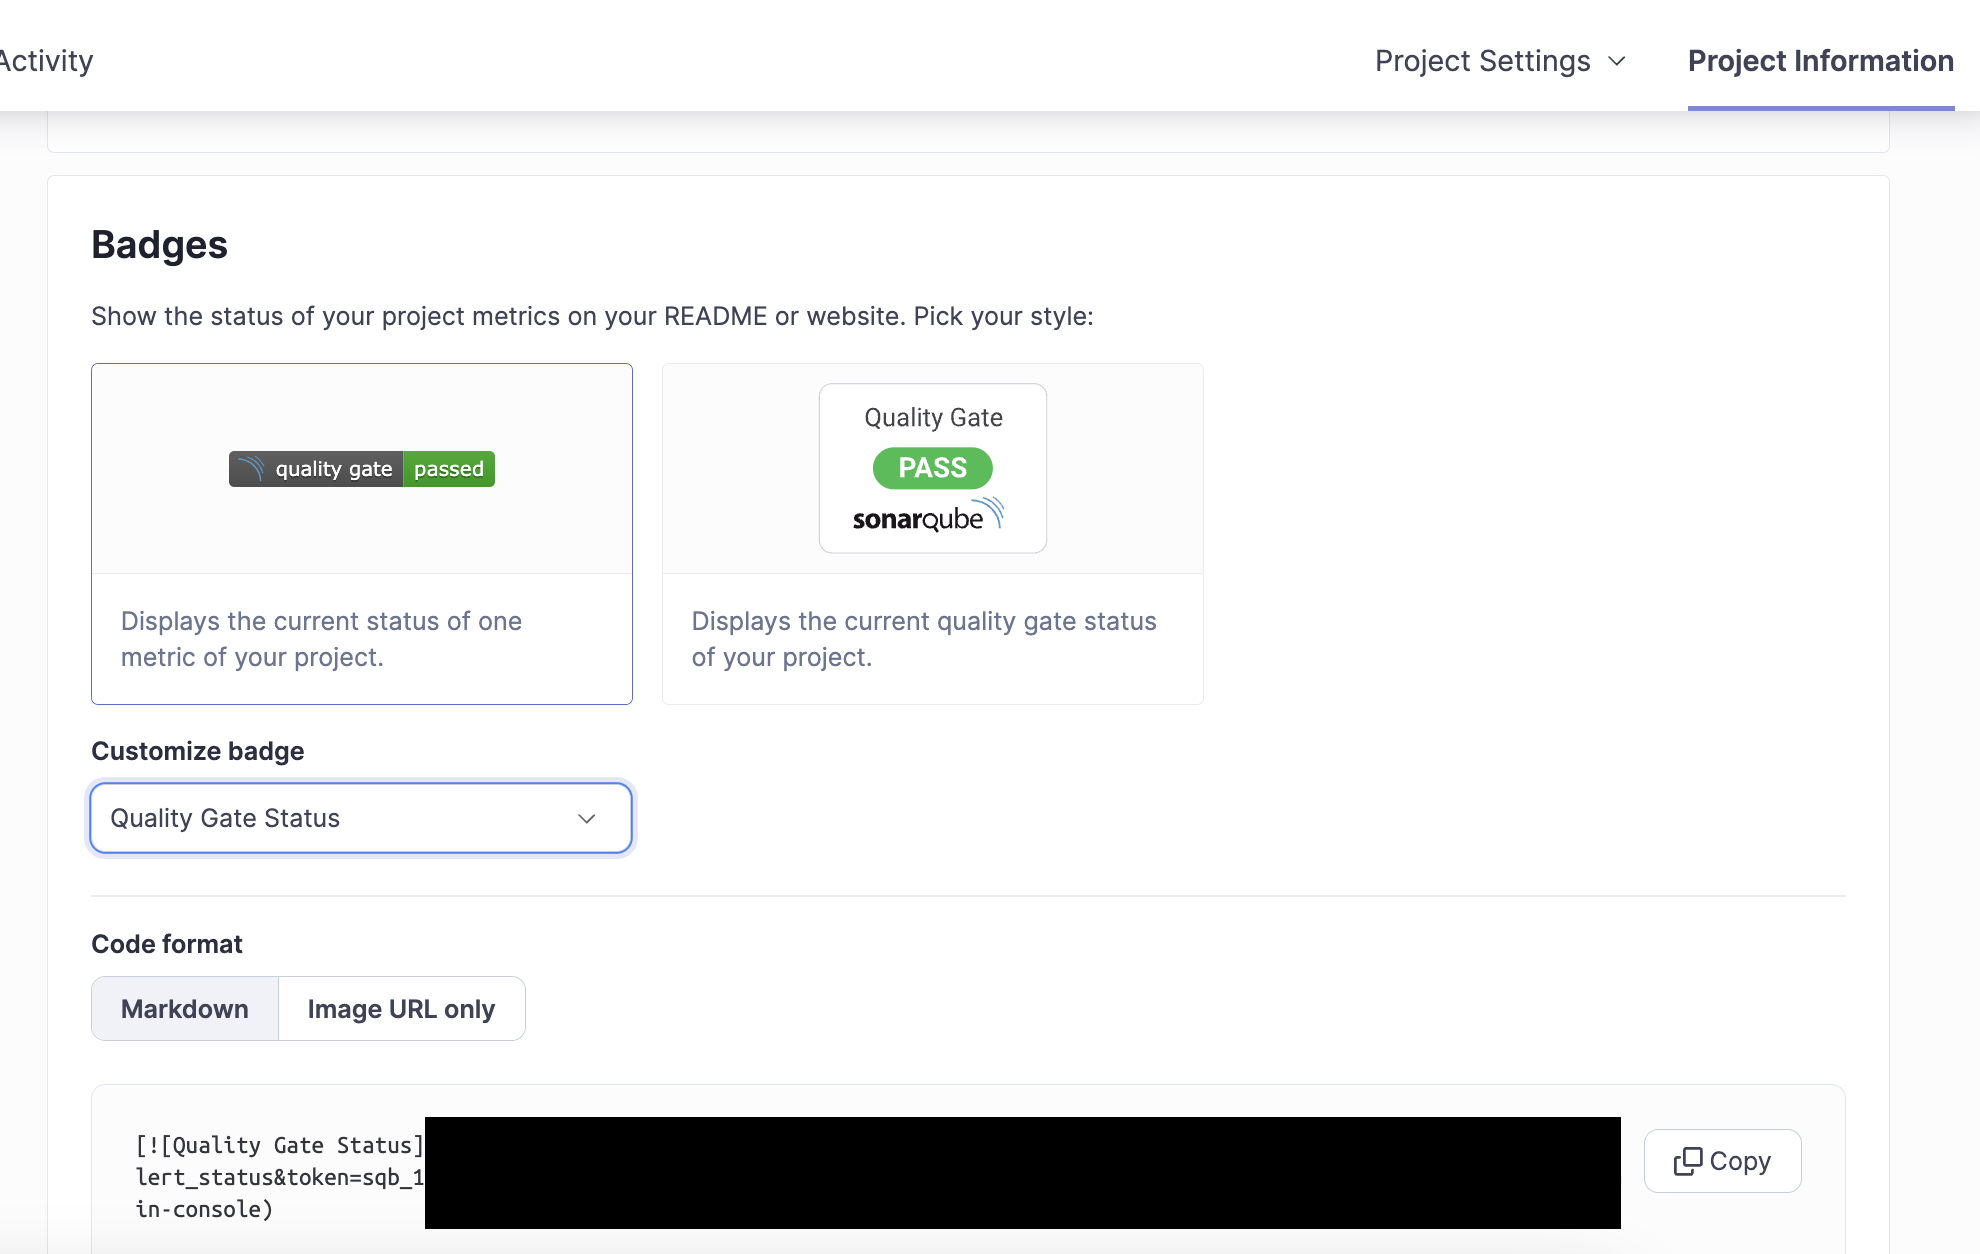 Activity
Project Settings
Project Information
Badges
Show the status of your project metrics on your README or website. Pick your style:
quality gate passed
Displays the current status of one
metric of your project.
Quality Gate
PASS
sonarqube
Displays the current quality gate status
of your project.
Customize badge
Quality Gate Status
Code format
Markdown
Image URL only
[![Quality Gate Status]
lert_status&token=sqb_1
in-console)
Copy